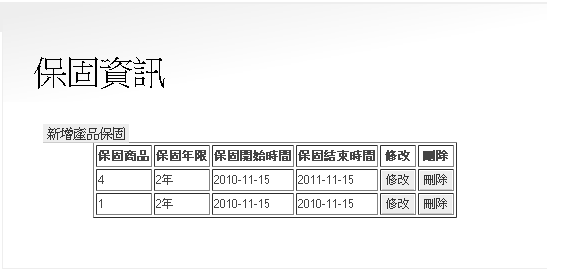 保固資訊
新增產品保固
保固商品 保固年限 保固開始時間 保固結束時間 修改 刪除
4 2年 2010-11-15 2011-11-15 修改 刪除
1 2年 2010-11-15 2010-11-15 修改 刪除